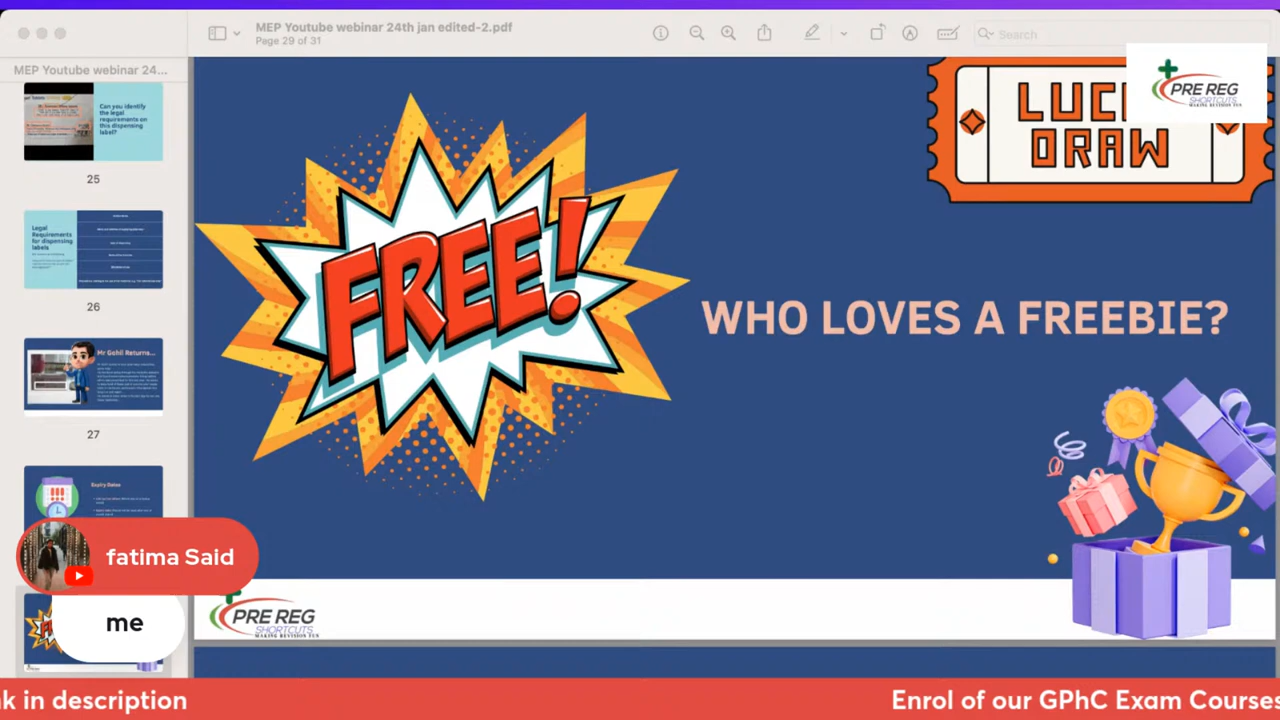 MEP Youtube webinar 24th jan edited-2.pdf
Page 29 of 31
Search
MEP Youtube webinar 24...
Can you identify
the legal
requirements on
this dispensing
label?
25
Legal
Requirements
for dispensing
labels
26
Mr Gohil Returns...
27
Expiry Dates
LUC
DRAW
PRE REG
SHORTCUTS
MAKING REVISION FUN
FREE!
WHO LOVES A FREEBIE?
fatima Said
me
PRE REG
SHORTCUTS
MAKING REVISION FUN
nk in description
Enrol of our GPhC Exam Courses